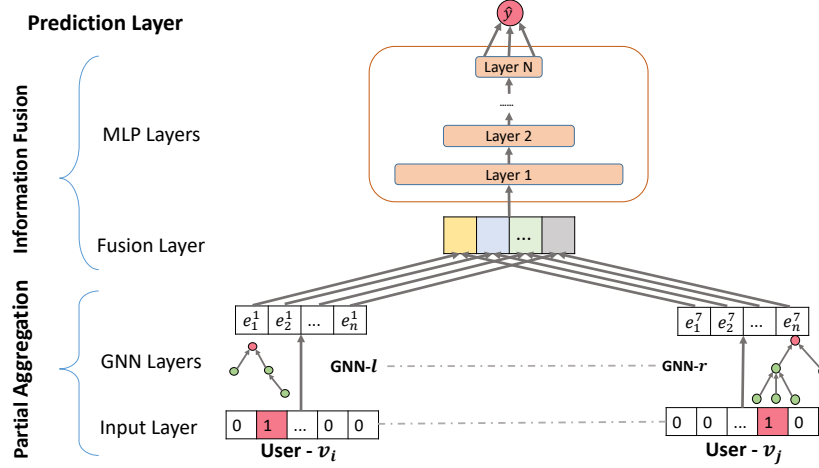 Prediction Layer
ŷ
Information Fusion
MLP Layers
Layer N
......
Layer 2
Layer 1
Fusion Layer
...
Partial Aggregation
e₁¹ e₂¹ ... eₙ¹
e₁⁷ e₂⁷ ... eₙ⁷
GNN Layers
GNN-l
GNN-r
Input Layer
0 1 ... 0 0
0 0 ... 1 0
User - vᵢ
User - vⱼ